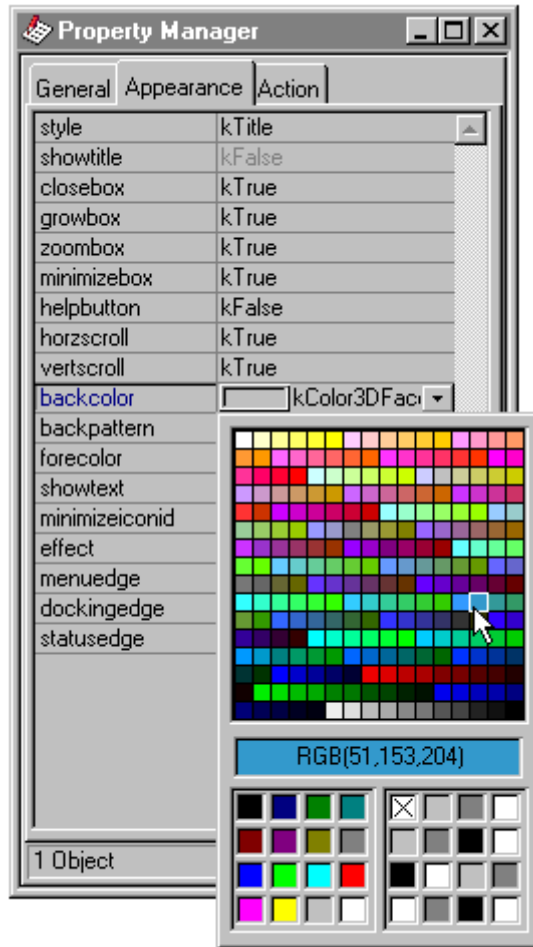 Property Manager
General Appearance Action
style kTitle
showtitle kFalse
closebox kTrue
growbox kTrue
zoombox kTrue
minimizebox kTrue
helpbutton kFalse
horzscroll kTrue
vertscroll kTrue
backcolor kColor3DFac
backpattern
forecolor
showtext
minimizeiconid
effect
menuedge
dockingedge
statusedge
RGB(51,153,204)
1 Object